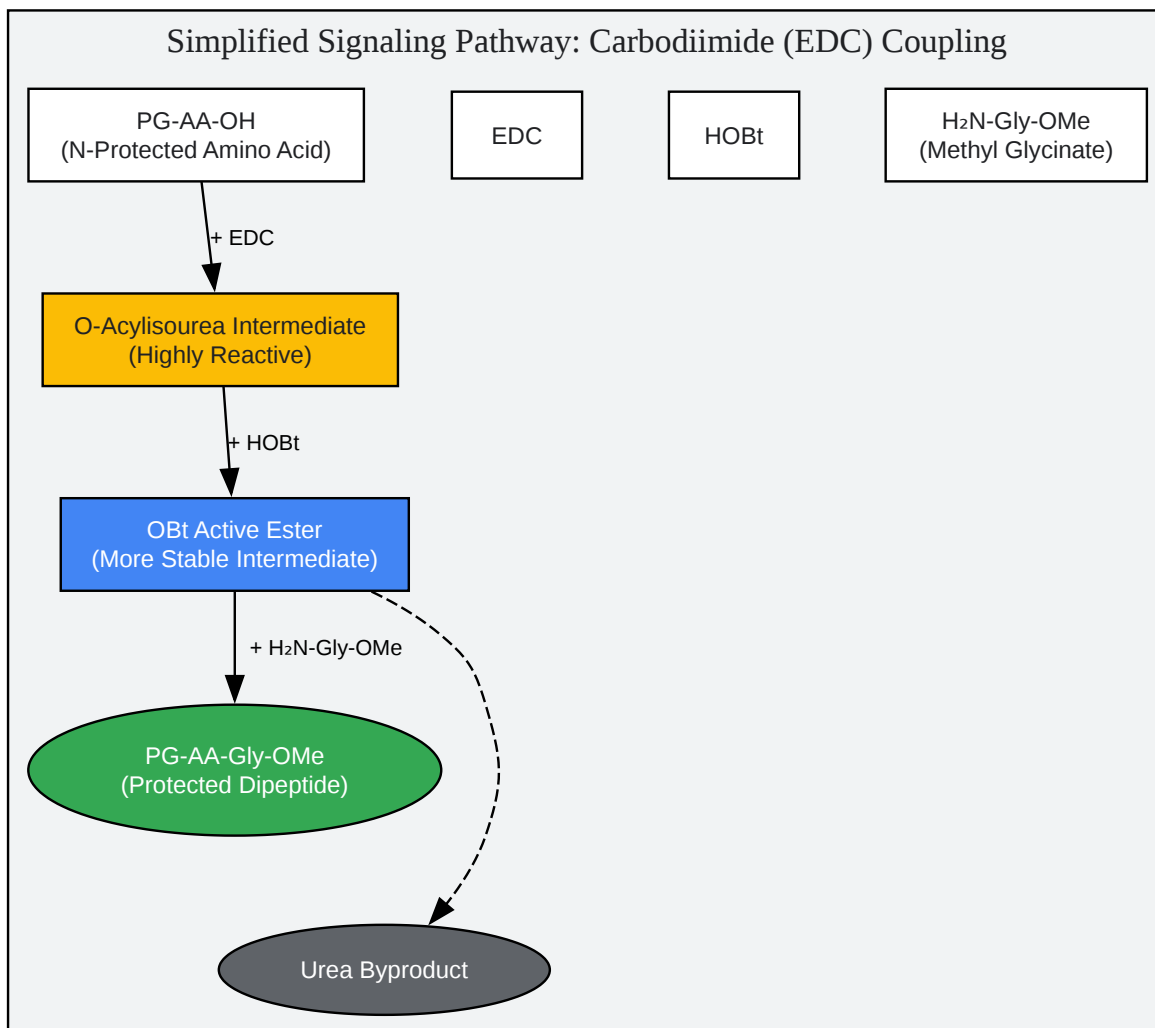 Simplified Signaling Pathway: Carbodiimide (EDC) Coupling
PG-AA-OH
(N-Protected Amino Acid)
EDC
HOBt
H₂N-Gly-OMe
(Methyl Glycinate)
+ EDC
O-Acylisourea Intermediate
(Highly Reactive)
+ HOBt
OBt Active Ester
(More Stable Intermediate)
+ H₂N-Gly-OMe
PG-AA-Gly-OMe
(Protected Dipeptide)
Urea Byproduct